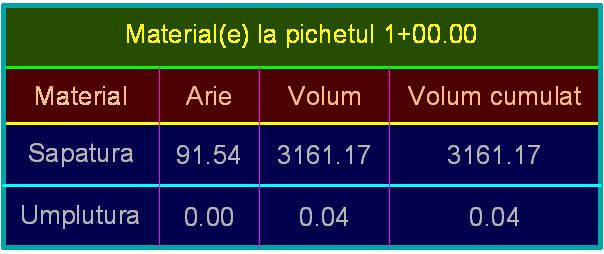 Material(e) la pichetul 1+00.00
Material Arie Volum Volum cumulat
Sapatura 91.54 3161.17 3161.17
Umplutura 0.00 0.04 0.04